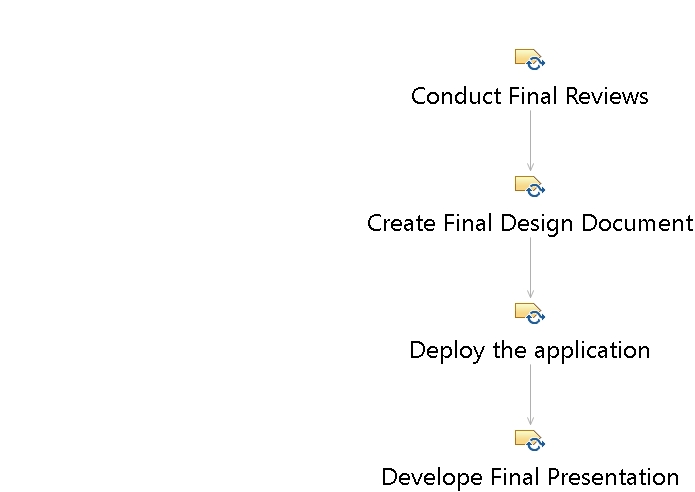 Conduct Final Reviews
Create Final Design Document
Deploy the application
Develope Final Presentation